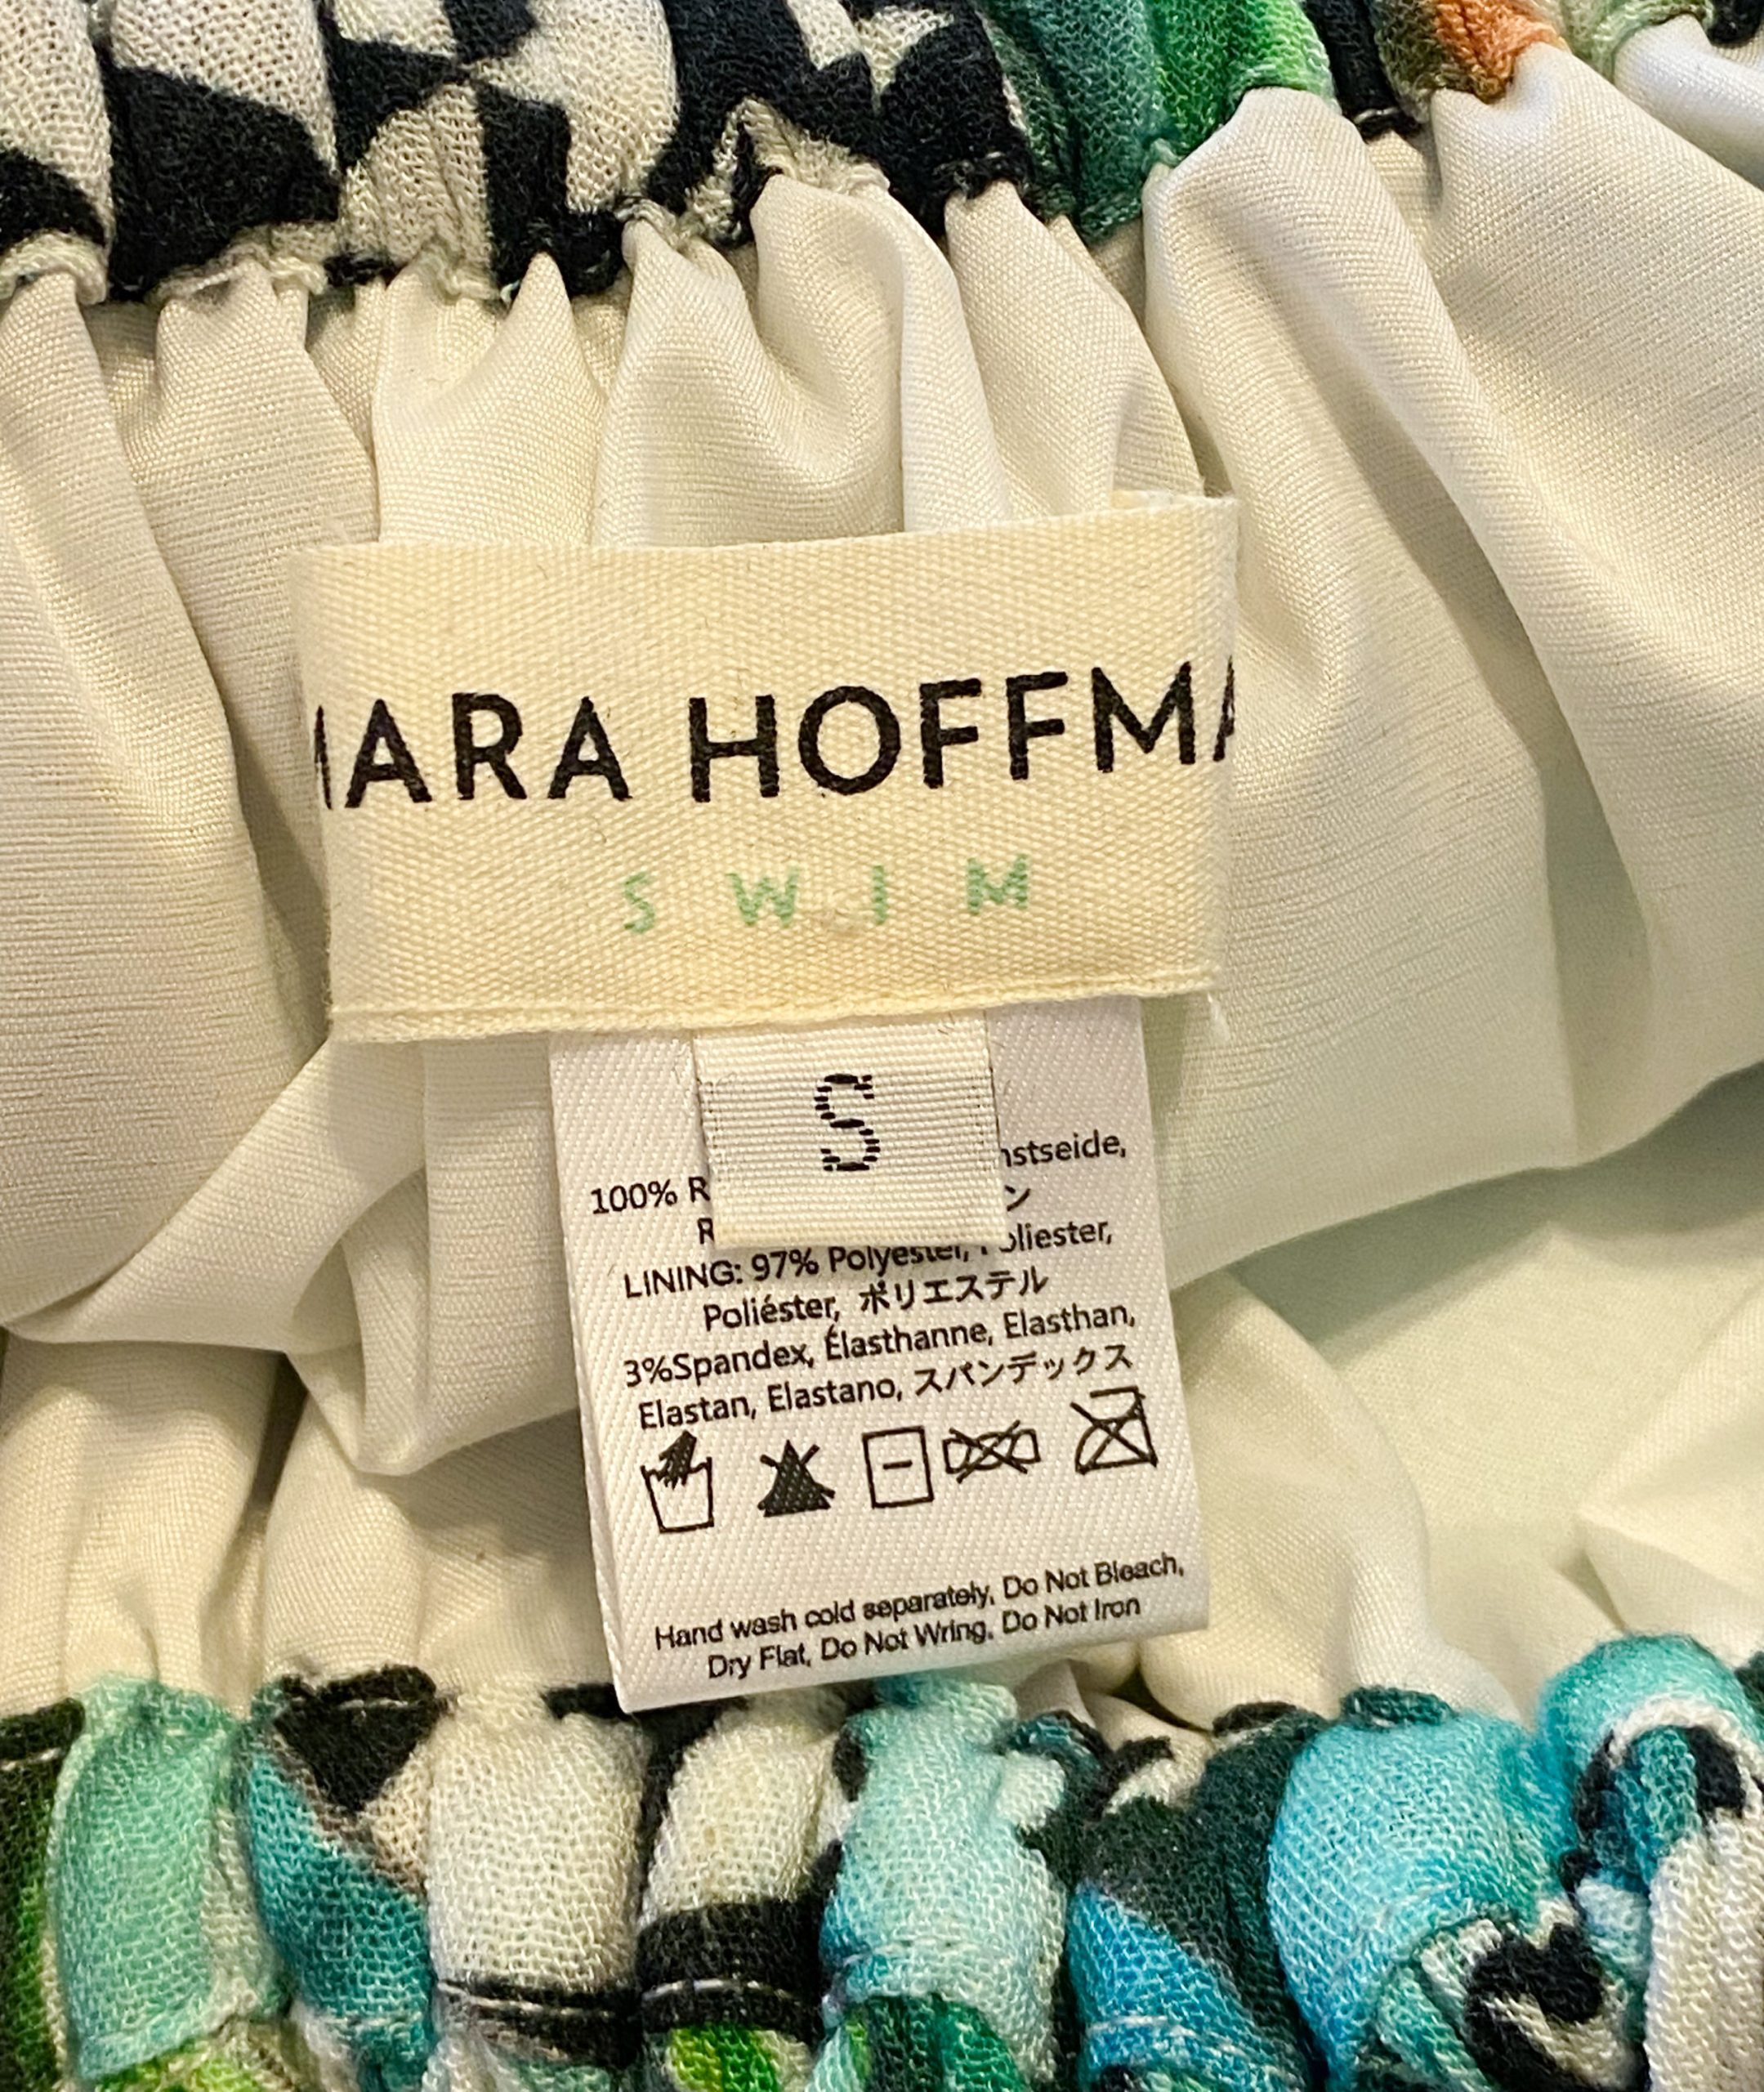 MARA HOFFMA
SWIM
S
100% R
LINING: 97% Polyester, Poliester,
Poliéster, ポリエステル
3%Spandex, Élasthanne, Elasthan,
Elastan, Elastano, スパンデックス
Hand wash cold separately, Do Not Bleach,
Dry Flat, Do Not Wring, Do Not Iron